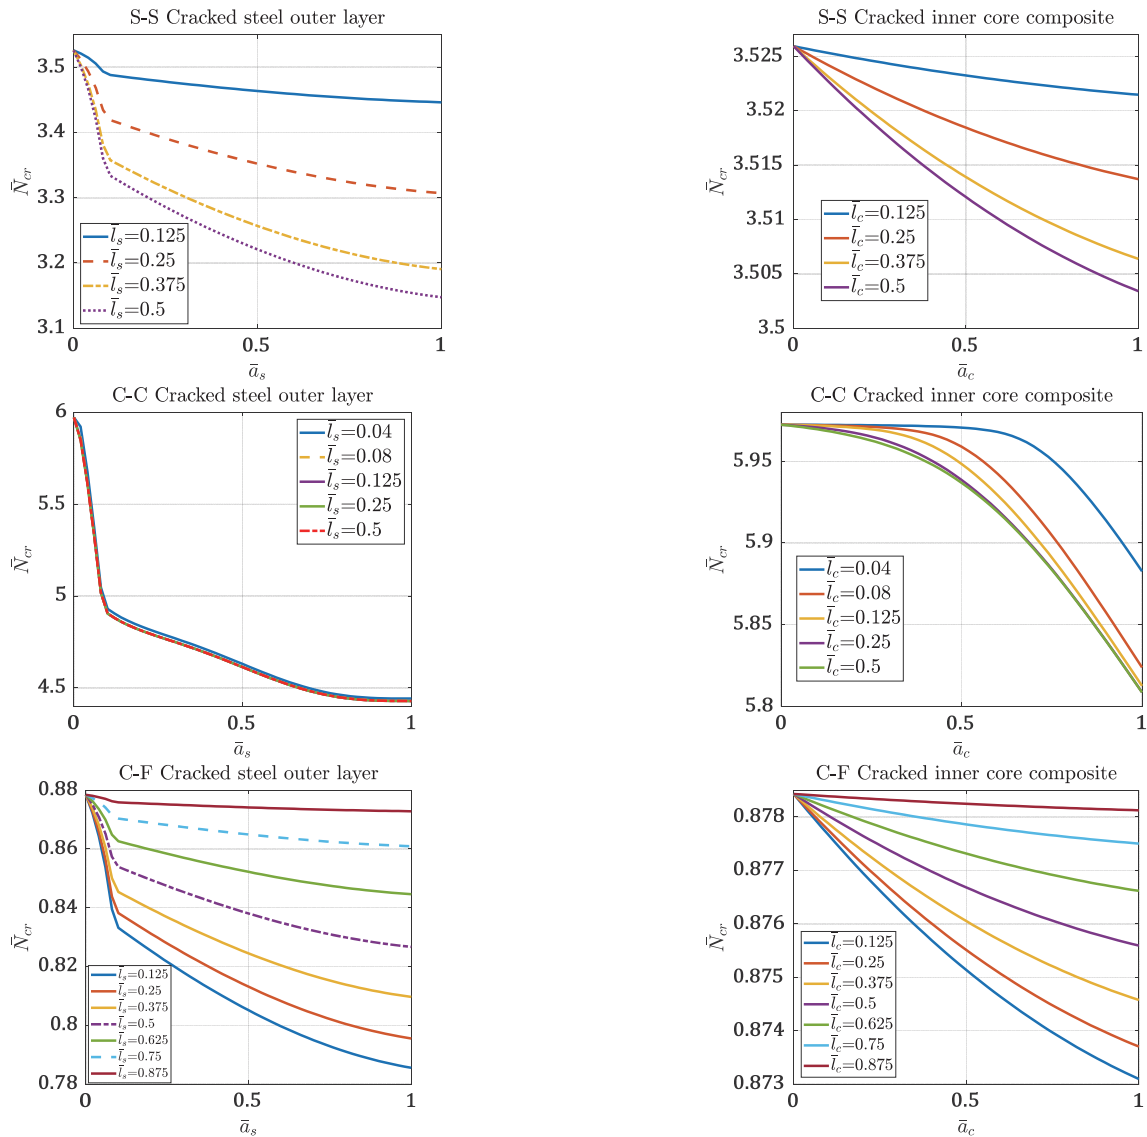 S-S Cracked steel outer layer
3.5
3.4
3.3
3.2
3.1
N̄cr
l̄s=0.125
l̄s=0.25
l̄s=0.375
l̄s=0.5
0 0.5 1
ās
S-S Cracked inner core composite
3.525
3.52
3.515
3.51
3.505
3.5
N̄cr
l̄c=0.125
l̄c=0.25
l̄c=0.375
l̄c=0.5
0 0.5 1
āc
C-C Cracked steel outer layer
6
5.5
5
4.5
N̄cr
l̄s=0.04
l̄s=0.08
l̄s=0.125
l̄s=0.25
l̄s=0.5
0 0.5 1
ās
C-C Cracked inner core composite
5.95
5.9
5.85
5.8
N̄cr
l̄c=0.04
l̄c=0.08
l̄c=0.125
l̄c=0.25
l̄c=0.5
0 0.5 1
āc
C-F Cracked steel outer layer
0.88
0.86
0.84
0.82
0.8
0.78
N̄cr
l̄s=0.125
l̄s=0.25
l̄s=0.375
l̄s=0.5
l̄s=0.625
l̄s=0.75
l̄s=0.875
0 0.5 1
ās
C-F Cracked inner core composite
0.878
0.877
0.876
0.875
0.874
0.873
N̄cr
l̄c=0.125
l̄c=0.25
l̄c=0.375
l̄c=0.5
l̄c=0.625
l̄c=0.75
l̄c=0.875
0 0.5 1
āc